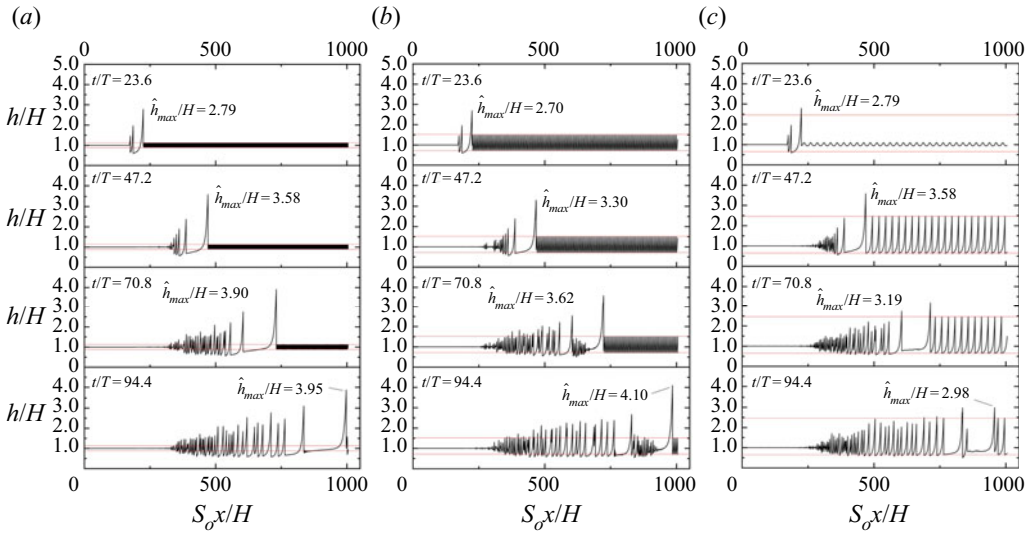 (a) (b) (c)
0 500 1000 0 500 1000 0 500 1000
5.0 5.0 5.0
t/T=23.6 t/T=23.6 t/T=23.6
4.0 4.0 4.0
h/H 3.0 ĥmax/H=2.79 h/H 3.0 ĥmax/H=2.70 h/H 3.0 ĥmax/H=2.79
2.0 2.0 2.0
1.0 1.0 1.0
0 0 0
t/T=47.2 t/T=47.2 t/T=47.2
4.0 4.0 4.0
h/H 3.0 ĥmax/H=3.58 h/H 3.0 ĥmax/H=3.30 h/H 3.0 ĥmax/H=3.58
2.0 2.0 2.0
1.0 1.0 1.0
0 0 0
t/T=70.8 t/T=70.8 t/T=70.8
4.0 4.0 4.0
h/H 3.0 ĥmax/H=3.90 h/H 3.0 ĥmax/H=3.62 h/H 3.0 ĥmax/H=3.19
2.0 2.0 2.0
1.0 1.0 1.0
0 0 0
t/T=94.4 t/T=94.4 t/T=94.4
4.0 4.0 4.0
h/H 3.0 ĥmax/H=3.95 h/H 3.0 ĥmax/H=4.10 h/H 3.0 ĥmax/H=2.98
2.0 2.0 2.0
1.0 1.0 1.0
0 0 0
0 500 1000 0 500 1000 0 500 1000
Sox/H Sox/H Sox/H